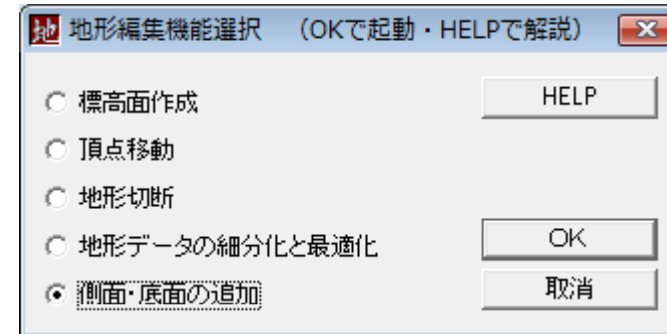 地 地形編集機能選択 （OKで起動・HELPで解説）
標高面作成
HELP
頂点移動
地形切断
地形データの細分化と最適化
OK
側面・底面の追加
取消